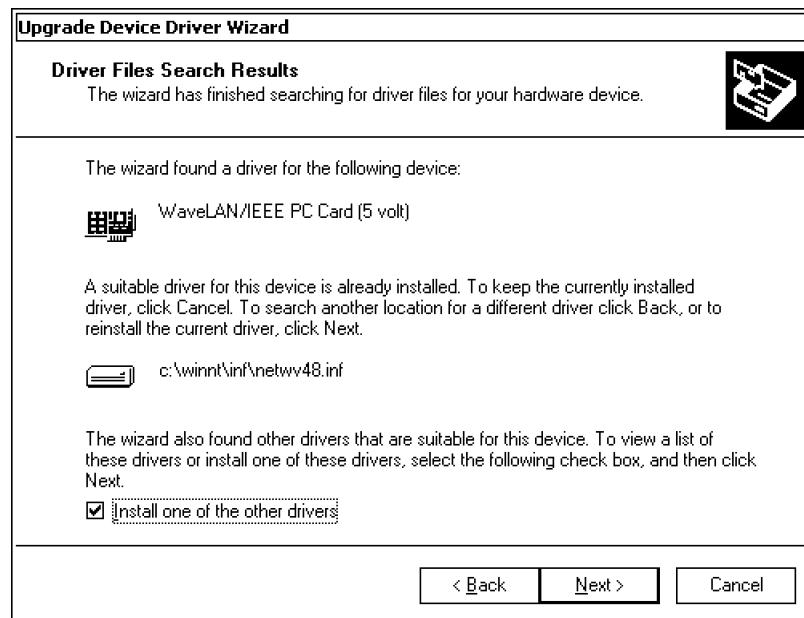 Upgrade Device Driver Wizard
Driver Files Search Results
The wizard has finished searching for driver files for your hardware device.
The wizard found a driver for the following device:
WaveLAN/IEEE PC Card (5 volt)
A suitable driver for this device is already installed. To keep the currently installed
driver, click Cancel. To search another location for a different driver click Back, or to
reinstall the current driver, click Next.
c:\winnt\inf\netwv48.inf
The wizard also found other drivers that are suitable for this device. To view a list of
these drivers or install one of these drivers, select the following check box, and then click
Next.
Install one of the other drivers
< Back Next > Cancel